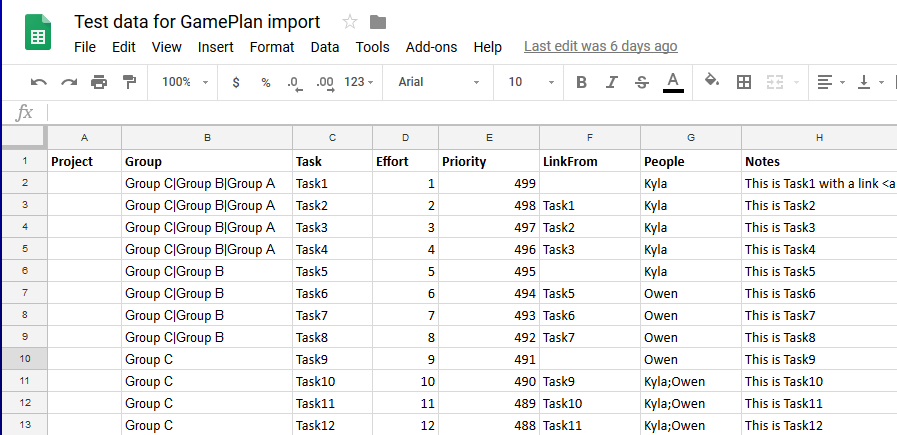 Test data for GamePlan import
File Edit View Insert Format Data Tools Add-ons Help Last edit was 6 days ago
100% $ % .0 .00 123 Arial 10 B I S A
fx
A B C D E F G H
1 Project Group Task Effort Priority LinkFrom People Notes
2 Group C|Group B|Group A Task1 1 499 Kyla This is Task1 with a link <a
3 Group C|Group B|Group A Task2 2 498 Task1 Kyla This is Task2
4 Group C|Group B|Group A Task3 3 497 Task2 Kyla This is Task3
5 Group C|Group B|Group A Task4 4 496 Task3 Kyla This is Task4
6 Group C|Group B Task5 5 495 Kyla This is Task5
7 Group C|Group B Task6 6 494 Task5 Owen This is Task6
8 Group C|Group B Task7 7 493 Task6 Owen This is Task7
9 Group C|Group B Task8 8 492 Task7 Owen This is Task8
10 Group C Task9 9 491 Owen This is Task9
11 Group C Task10 10 490 Task9 Kyla;Owen This is Task10
12 Group C Task11 11 489 Task10 Kyla;Owen This is Task11
13 Group C Task12 12 488 Task11 Kyla;Owen This is Task12